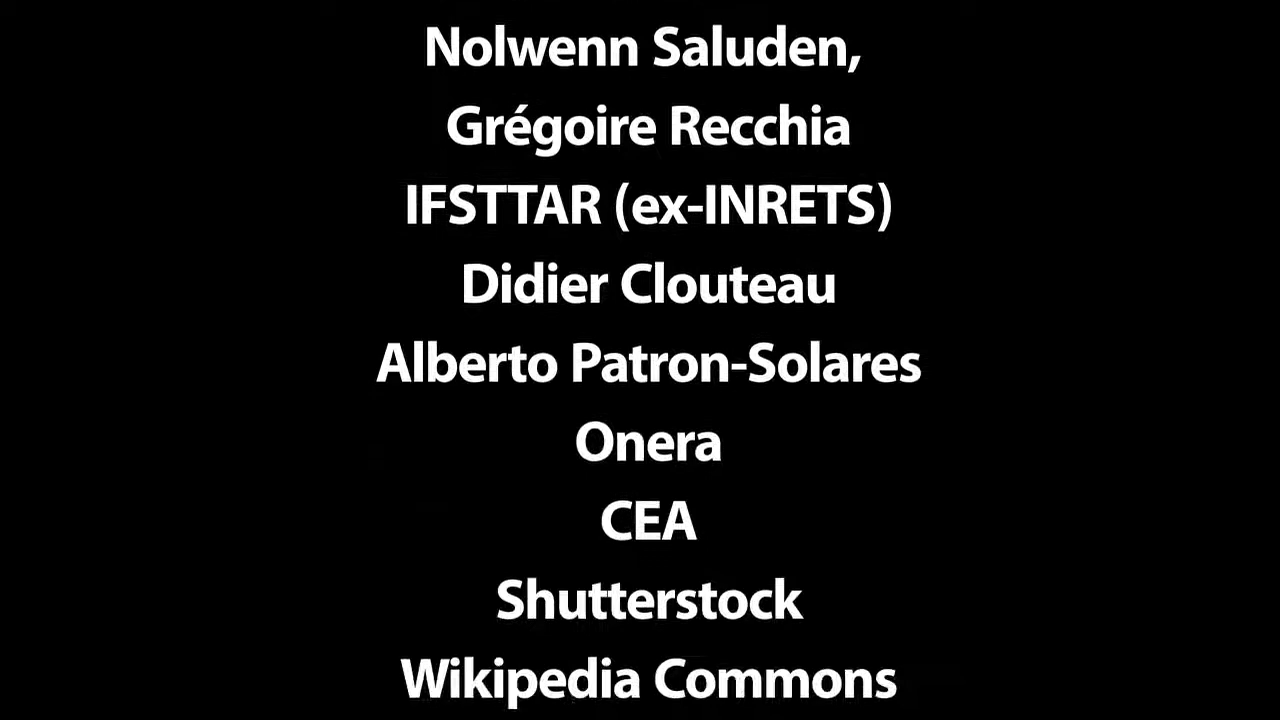 Nolwenn Saluden,
Grégoire Recchia
IFSTTAR (ex-INRETS)
Didier Clouteau
Alberto Patron-Solares
Onera
CEA
Shutterstock
Wikipedia Commons